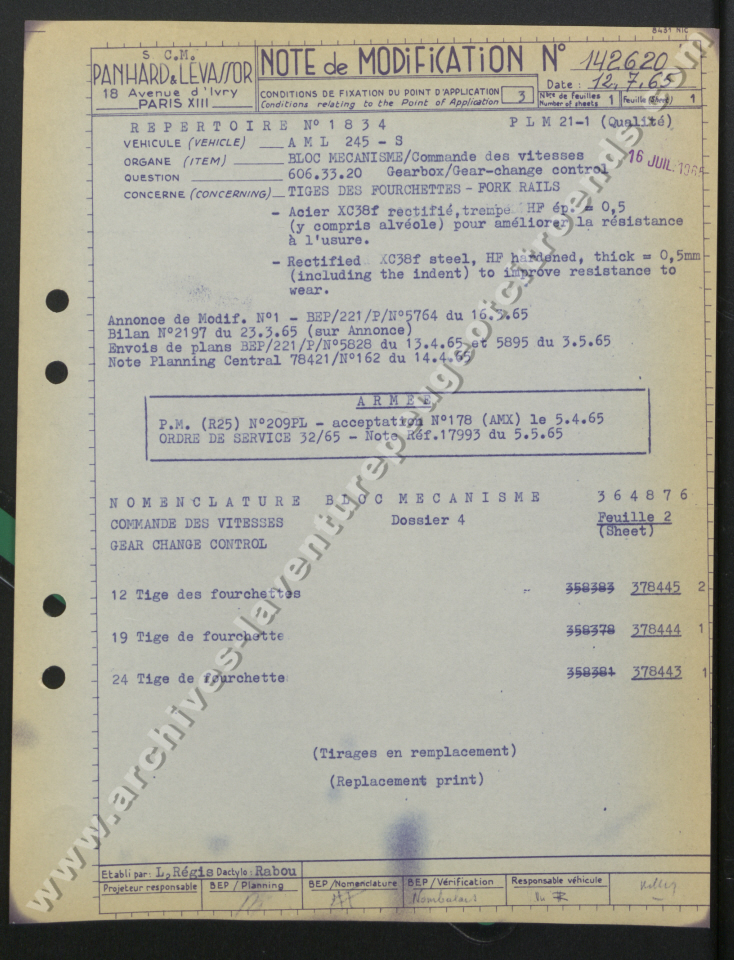 8431 NIC
S C.M.
PANHARD & LEVASSOR
18 Avenue d'Ivry
PARIS XIII
NOTE de MODIFICATION N° 142620
CONDITIONS DE FIXATION DU POINT D'APPLICATION 3
Conditions relating to the Point of Application
Date : 12.7.65
Nbre de feuilles 1 Feuille (Sheet) 1
Number of sheets
REPERTOIRE N° 1834 PLM 21-1 (Qualité)
VEHICULE (VEHICLE) AML 245 - S
ORGANE (ITEM) BLOC MECANISME/Commande des vitesses
16 JUIL. 1965
QUESTION 606.33.20 Gearbox/Gear-change control
CONCERNE (CONCERNING) TIGES DES FOURCHETTES - FORK RAILS
- Acier XC38f rectifié, trempe HF ép. = 0,5
(y compris alvéole) pour améliorer la résistance
à l'usure.
- Rectified XC38f steel, HF hardened, thick = 0,5mm
(including the indent) to improve resistance to
wear.
Annonce de Modif. N°1 - BEP/221/P/N°5764 du 16.3.65
Bilan N°2197 du 23.3.65 (sur Annonce)
Envois de plans BEP/221/P/N°5828 du 13.4.65 et 5895 du 3.5.65
Note Planning Central 78421/N°162 du 14.4.65
ARMEE
P.M. (R25) N°209PL - acceptation N°178 (AMX) le 5.4.65
ORDRE DE SERVICE 32/65 - Note Réf.17993 du 5.5.65
NOMENCLATURE BLOC MECANISME 364876
COMMANDE DES VITESSES Dossier 4 Feuille 2
(Sheet)
GEAR CHANGE CONTROL
12 Tige des fourchettes - 358383 378445 2
19 Tige de fourchette 358378 378444 1
24 Tige de fourchette 358381 378443 1
(Tirages en remplacement)
(Replacement print)
Etabli par : L. Régis Dactylo : Rabou
Projeteur responsable BEP / Planning BEP / Nomenclature BEP / Vérification Responsable véhicule
www.archives-laventurepeugeotcitroends.com